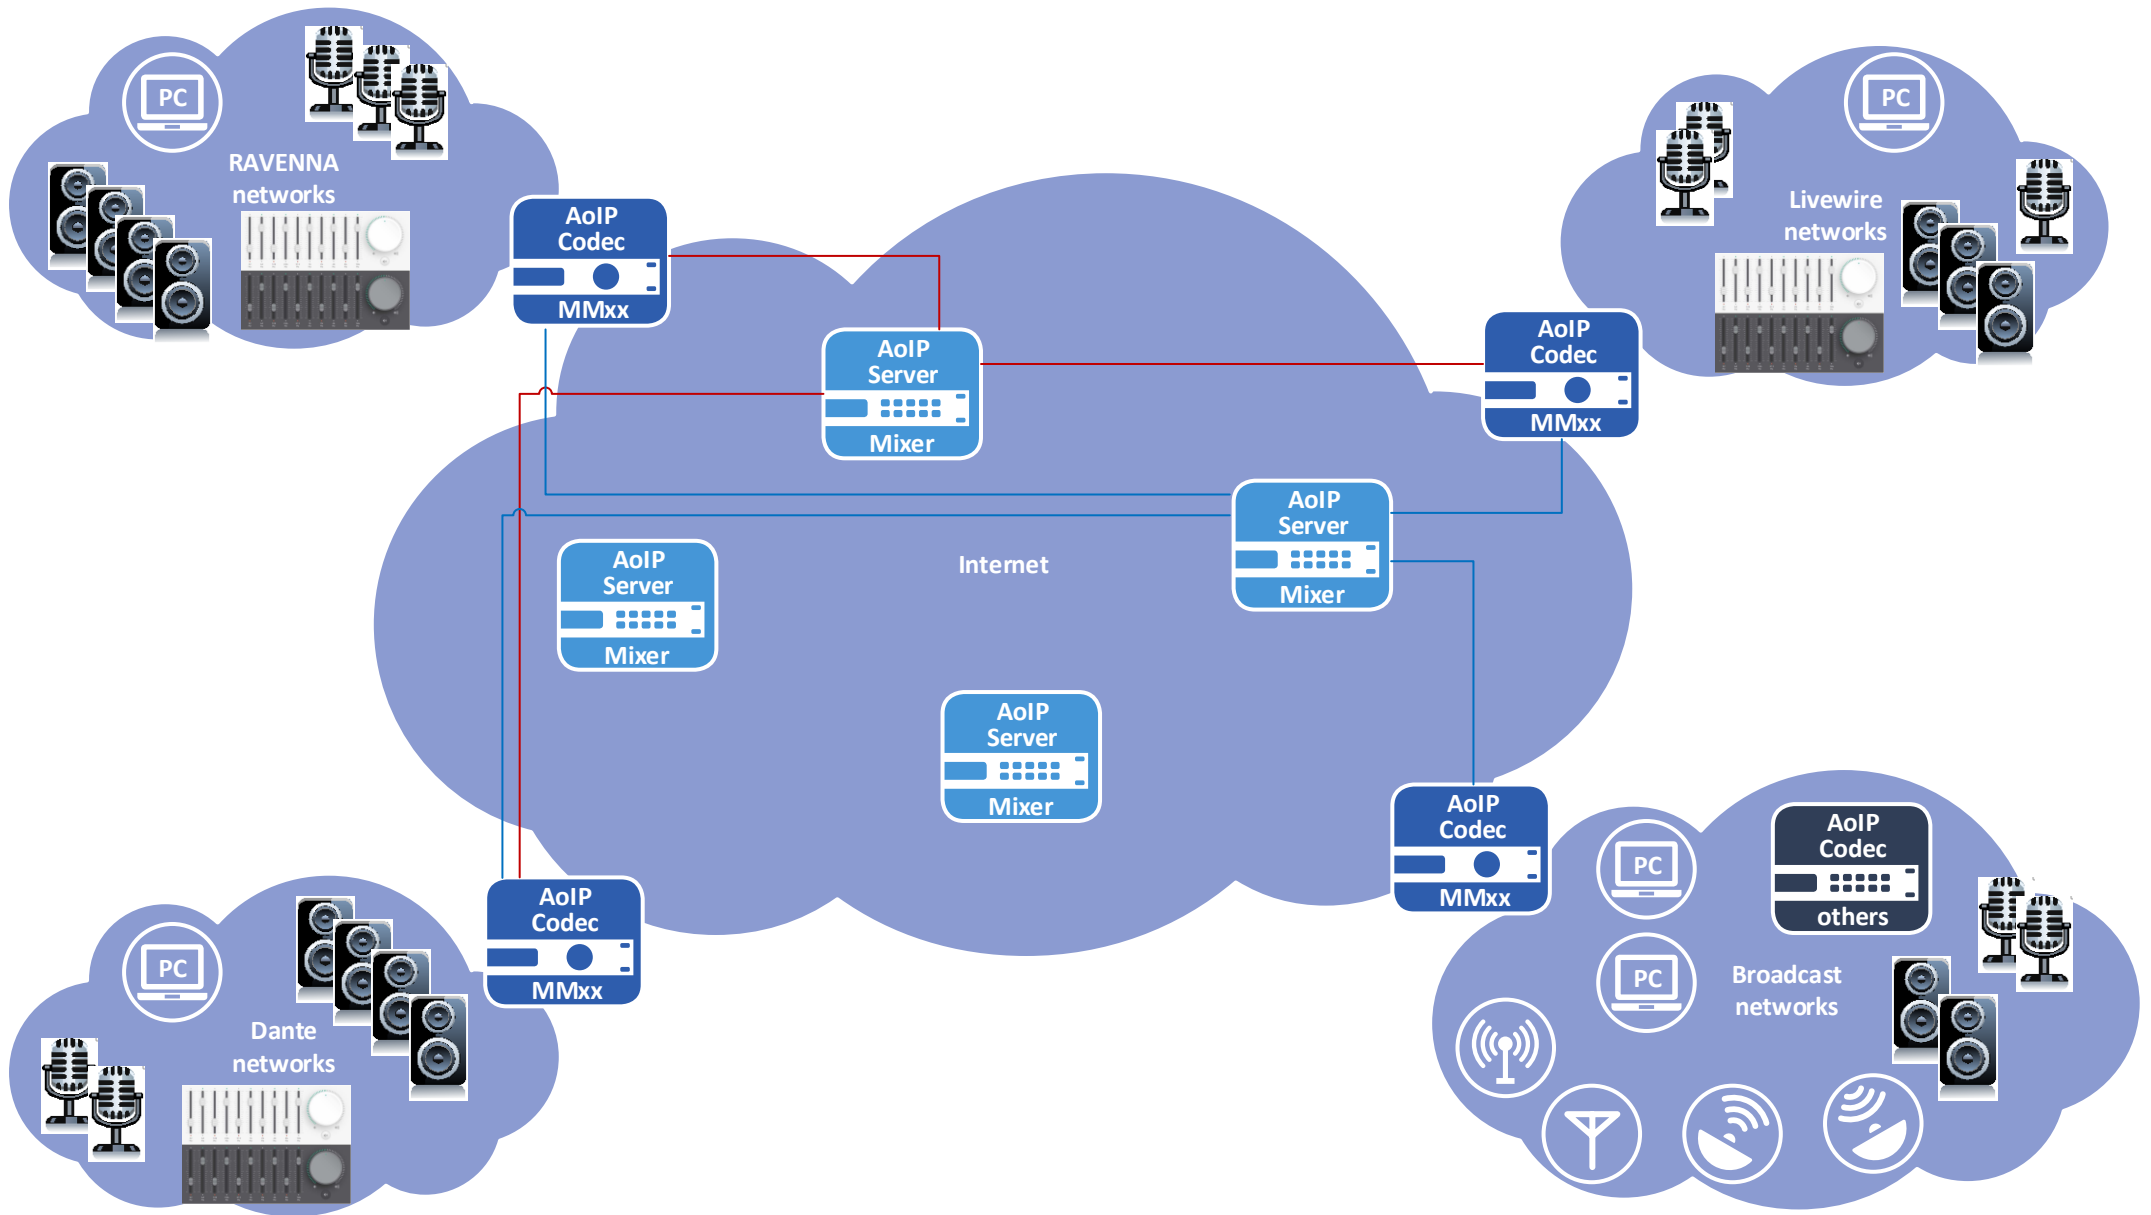 PC
RAVENNA
networks
AoIP
Codec
MMxx
PC
Livewire
networks
AoIP
Codec
MMxx
AoIP
Server
Mixer
AoIP
Server
Mixer
Internet
AoIP
Server
Mixer
AoIP
Server
Mixer
AoIP
Codec
MMxx
PC
Dante
networks
AoIP
Codec
MMxx
PC
AoIP
Codec
others
PC
Broadcast
networks